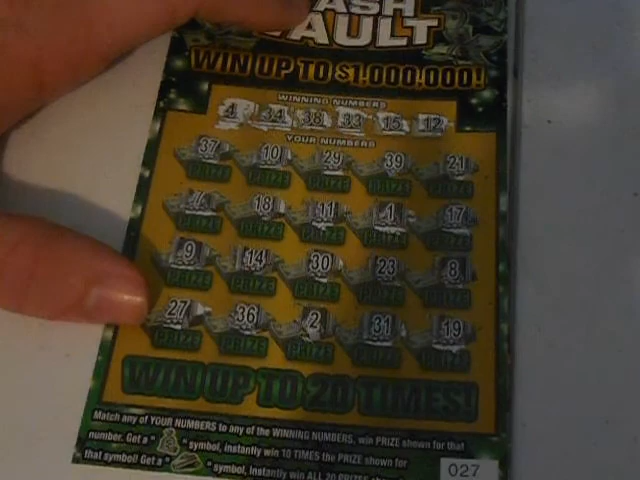 ASH
VAULT
WIN UP TO $1,000,000!
WINNING NUMBERS
4 34 38 33 15 12
YOUR NUMBERS
37 10 29 39 21
PRIZE PRIZE PRIZE PRIZE PRIZE
7 18 11 1 17
PRIZE PRIZE PRIZE PRIZE PRIZE
9 14 30 23 8
PRIZE PRIZE PRIZE PRIZE PRIZE
27 36 2 31 19
PRIZE PRIZE PRIZE PRIZE PRIZE
WIN UP TO 20 TIMES!
Match any of YOUR NUMBERS to any of the WINNING NUMBERS, win PRIZE shown for that
number. Get a " " symbol, instantly win 10 TIMES the PRIZE shown for
that symbol! Get a " " symbol, instantly win ALL 20 PRIZES
027